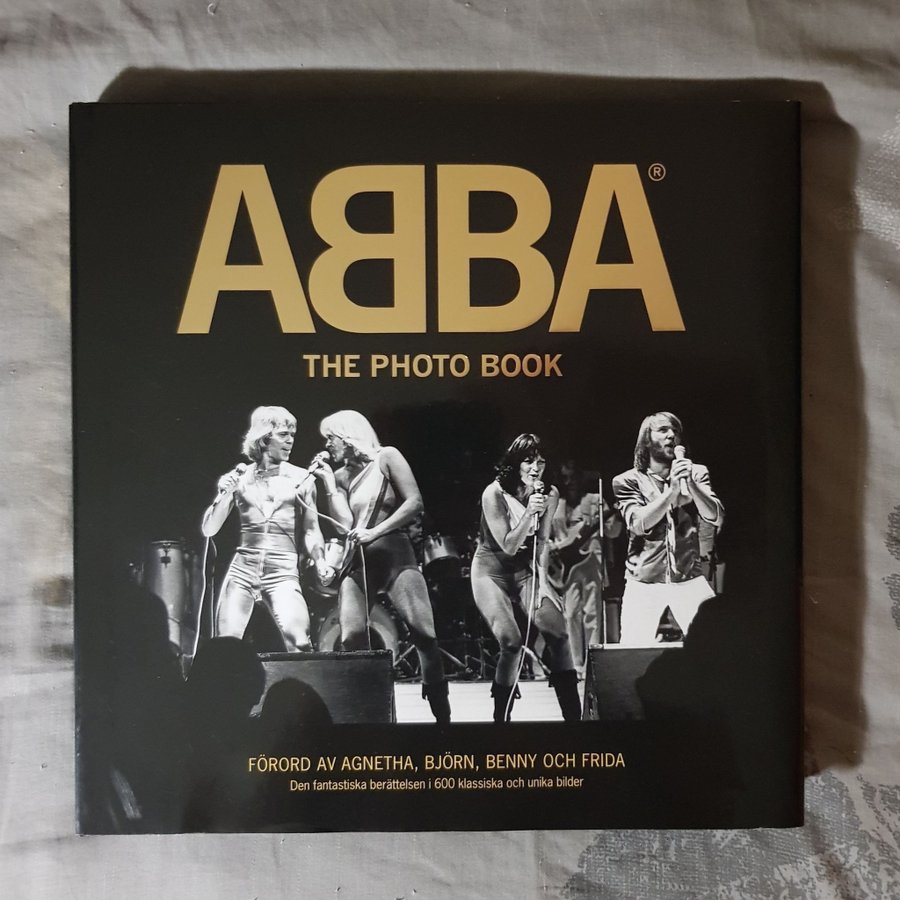 ABBA®
THE PHOTO BOOK
FÖRORD AV AGNETHA, BJÖRN, BENNY OCH FRIDA
Den fantastiska berättelsen i 600 klassiska och unika bilder